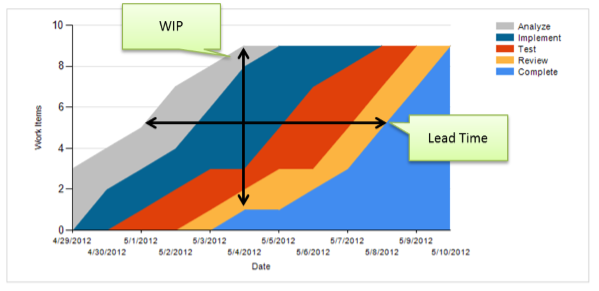 WIP
Analyze
Implement
Test
Review
Complete
Lead Time
Work Items
10
8
6
4
2
0
4/29/2012
4/30/2012
5/1/2012
5/2/2012
5/3/2012
5/4/2012
5/5/2012
5/6/2012
5/7/2012
5/8/2012
5/9/2012
5/10/2012
Date